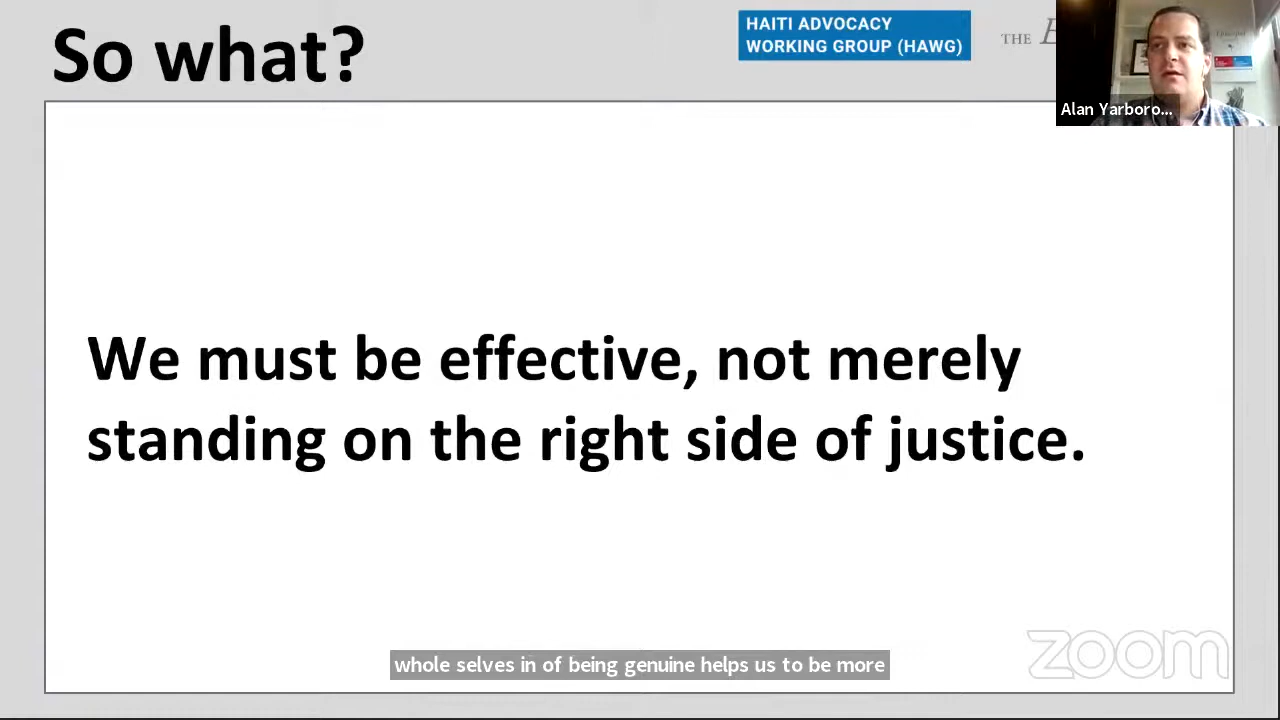 So what?
HAITI ADVOCACY
WORKING GROUP (HAWG)
THE E
Alan Yarboro...
We must be effective, not merely
standing on the right side of justice.
whole selves in of being genuine helps us to be more
zoom